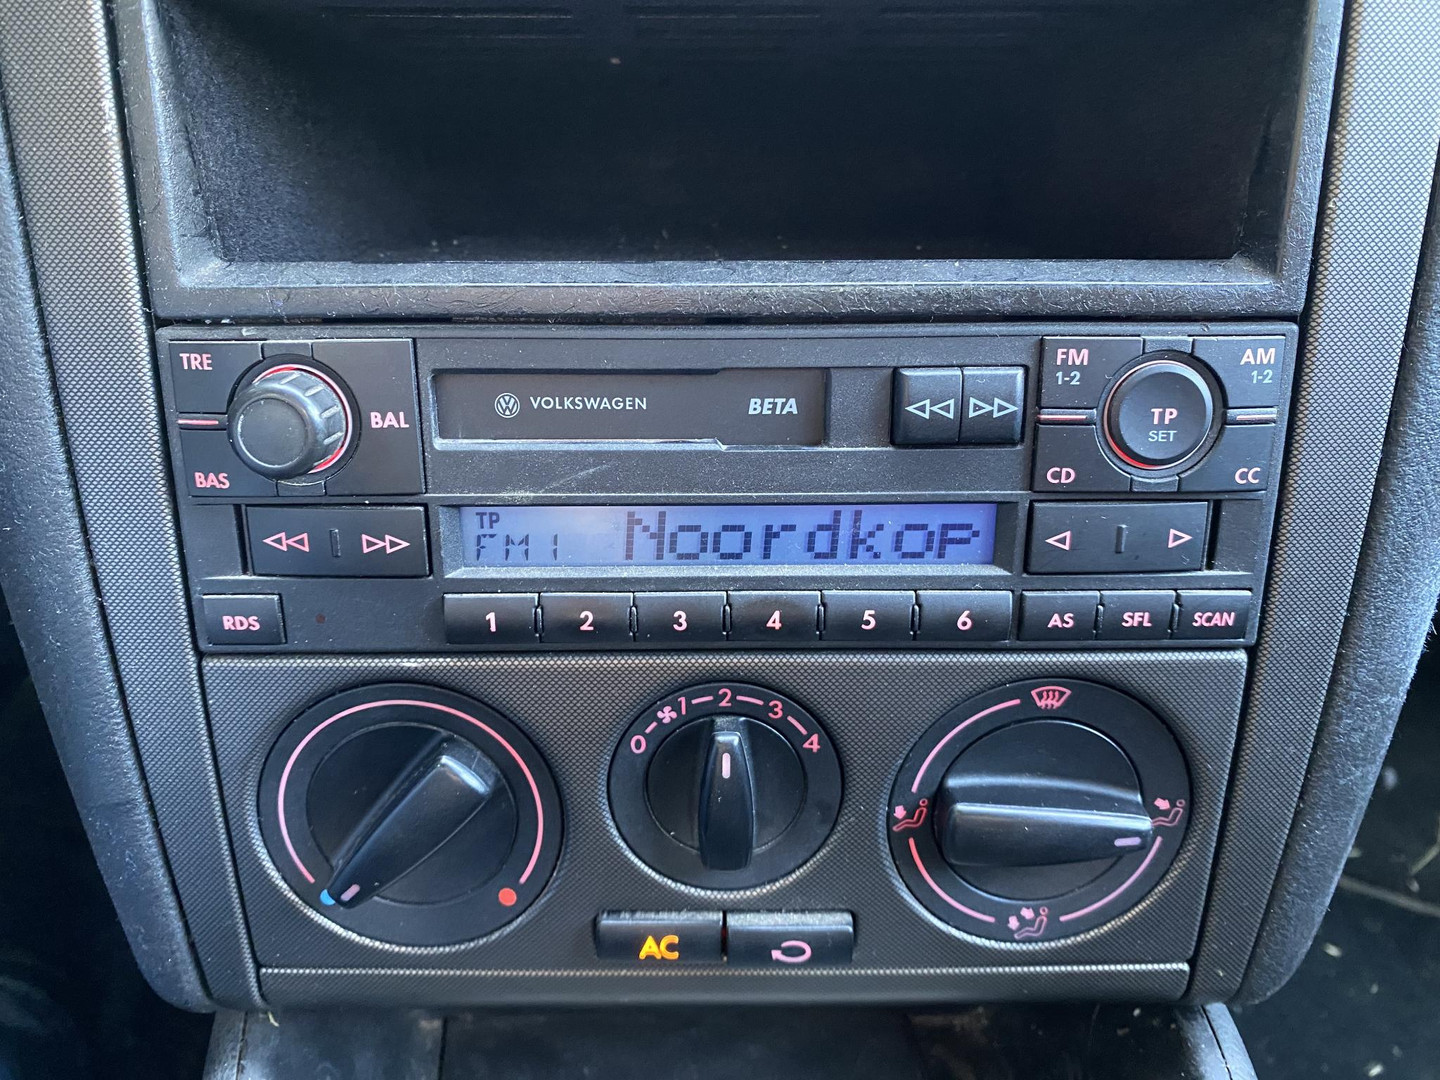 TRE
BAL
BAS
VOLKSWAGEN BETA
FM
1-2
AM
1-2
TP
SET
CD
CC
TP
FM1 Noordkop
RDS
1 2 3 4 5 6
AS SFL SCAN
0 1 2 3 4
AC